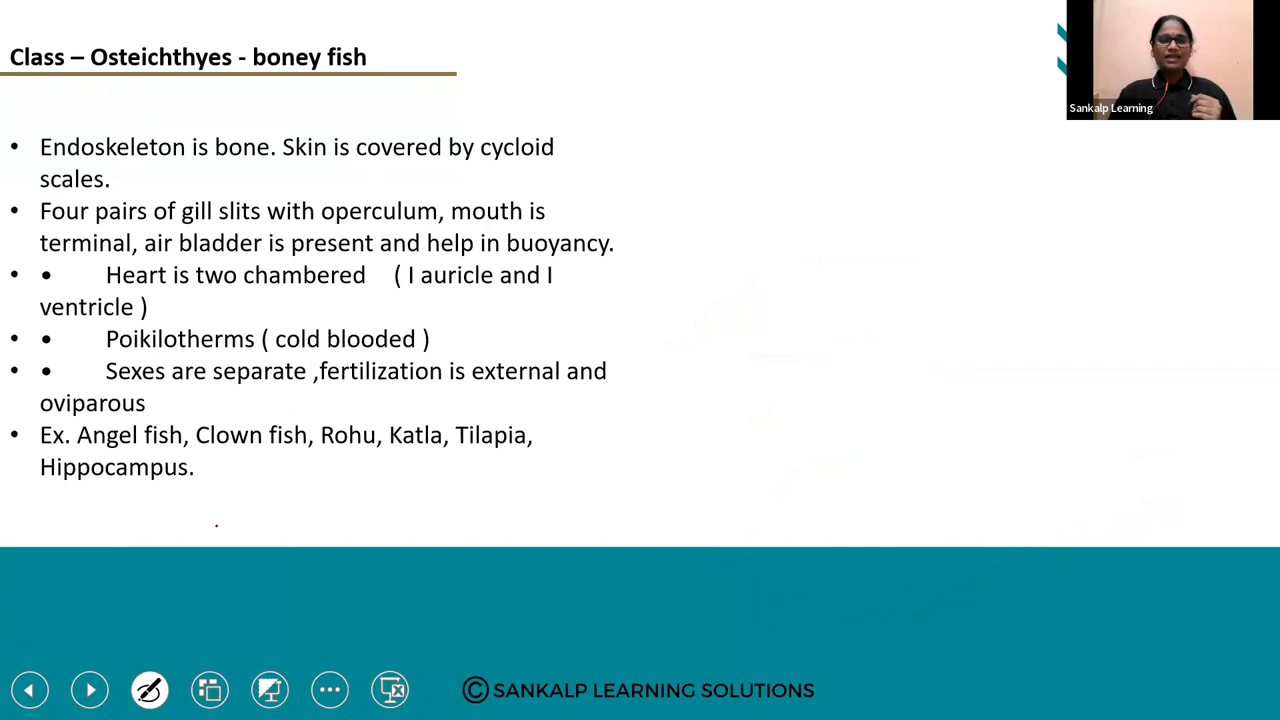 Class – Osteichthyes - boney fish
Sankalp Learning
• Endoskeleton is bone. Skin is covered by cycloid
scales.
• Four pairs of gill slits with operculum, mouth is
terminal, air bladder is present and help in buoyancy.
• • Heart is two chambered ( I auricle and I
ventricle )
• • Poikilotherms ( cold blooded )
• • Sexes are separate ,fertilization is external and
oviparous
• Ex. Angel fish, Clown fish, Rohu, Katla, Tilapia,
Hippocampus.
© SANKALP LEARNING SOLUTIONS